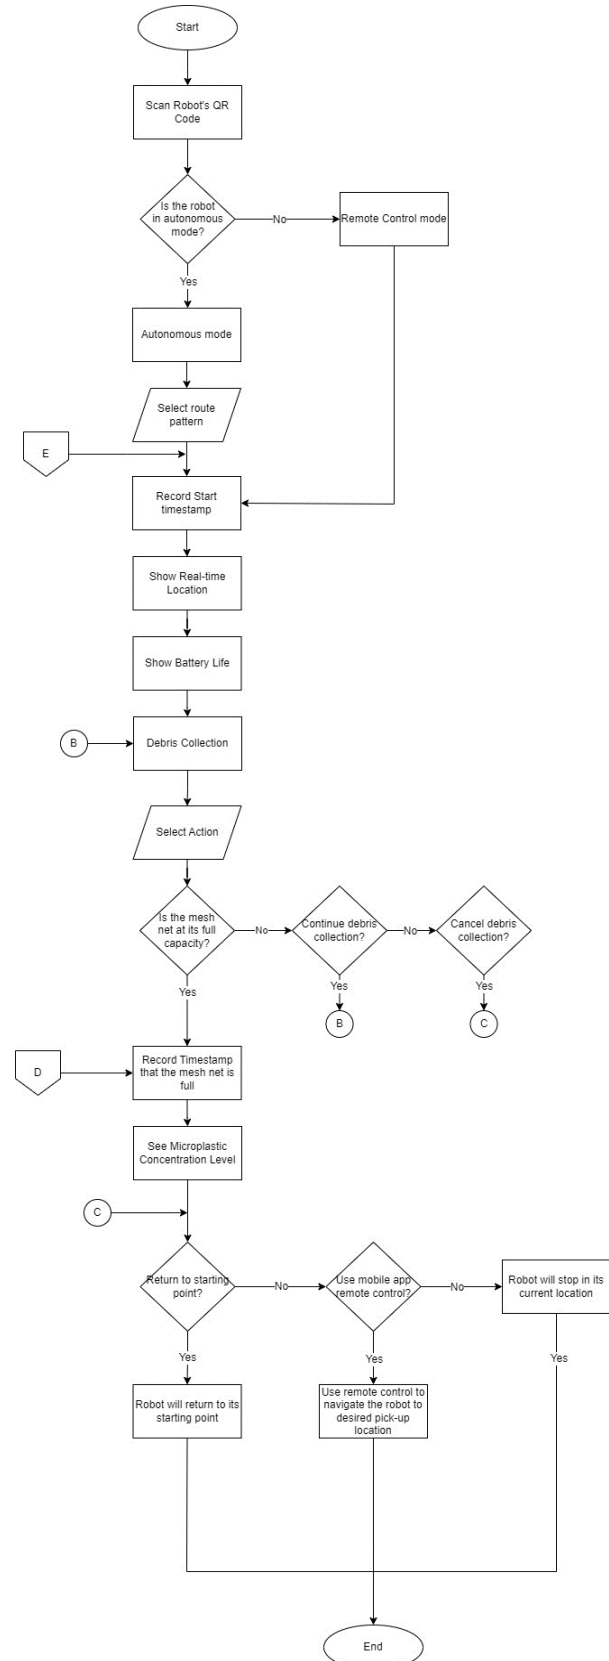 Start
Scan Robot's QR
Code
Is the robot
in autonomous
mode?
No
Remote Control mode
Yes
Autonomous mode
Select route
pattern
E
Record Start
timestamp
Show Real-time
Location
Show Battery Life
B
Debris Collection
Select Action
Is the mesh
net at its full
capacity?
No
Continue debris
collection?
No
Cancel debris
collection?
Yes
Yes
Yes
B
C
D
Record Timestamp
that the mesh net is
full
See Microplastic
Concentration Level
C
Return to starting
point?
No
Use mobile app
remote control?
No
Robot will stop in its
current location
Yes
Yes
Yes
Robot will return to its
starting point
Use remote control to
navigate the robot to
desired pick-up
location
End